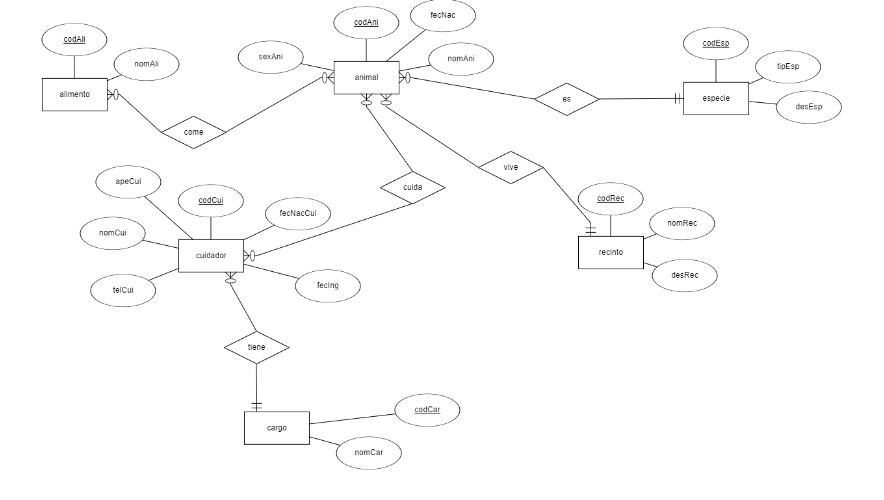 codAni
fecNac
codAli
nomAli
sexAni
nomAni
codEsp
tipEsp
desEsp
alimento
animal
especie
come
es
vive
cuida
apeCui
codCui
fecNacCui
nomCui
telCui
cuidador
fecIng
codRec
nomRec
recinto
desRec
tiene
codCar
cargo
nomCar